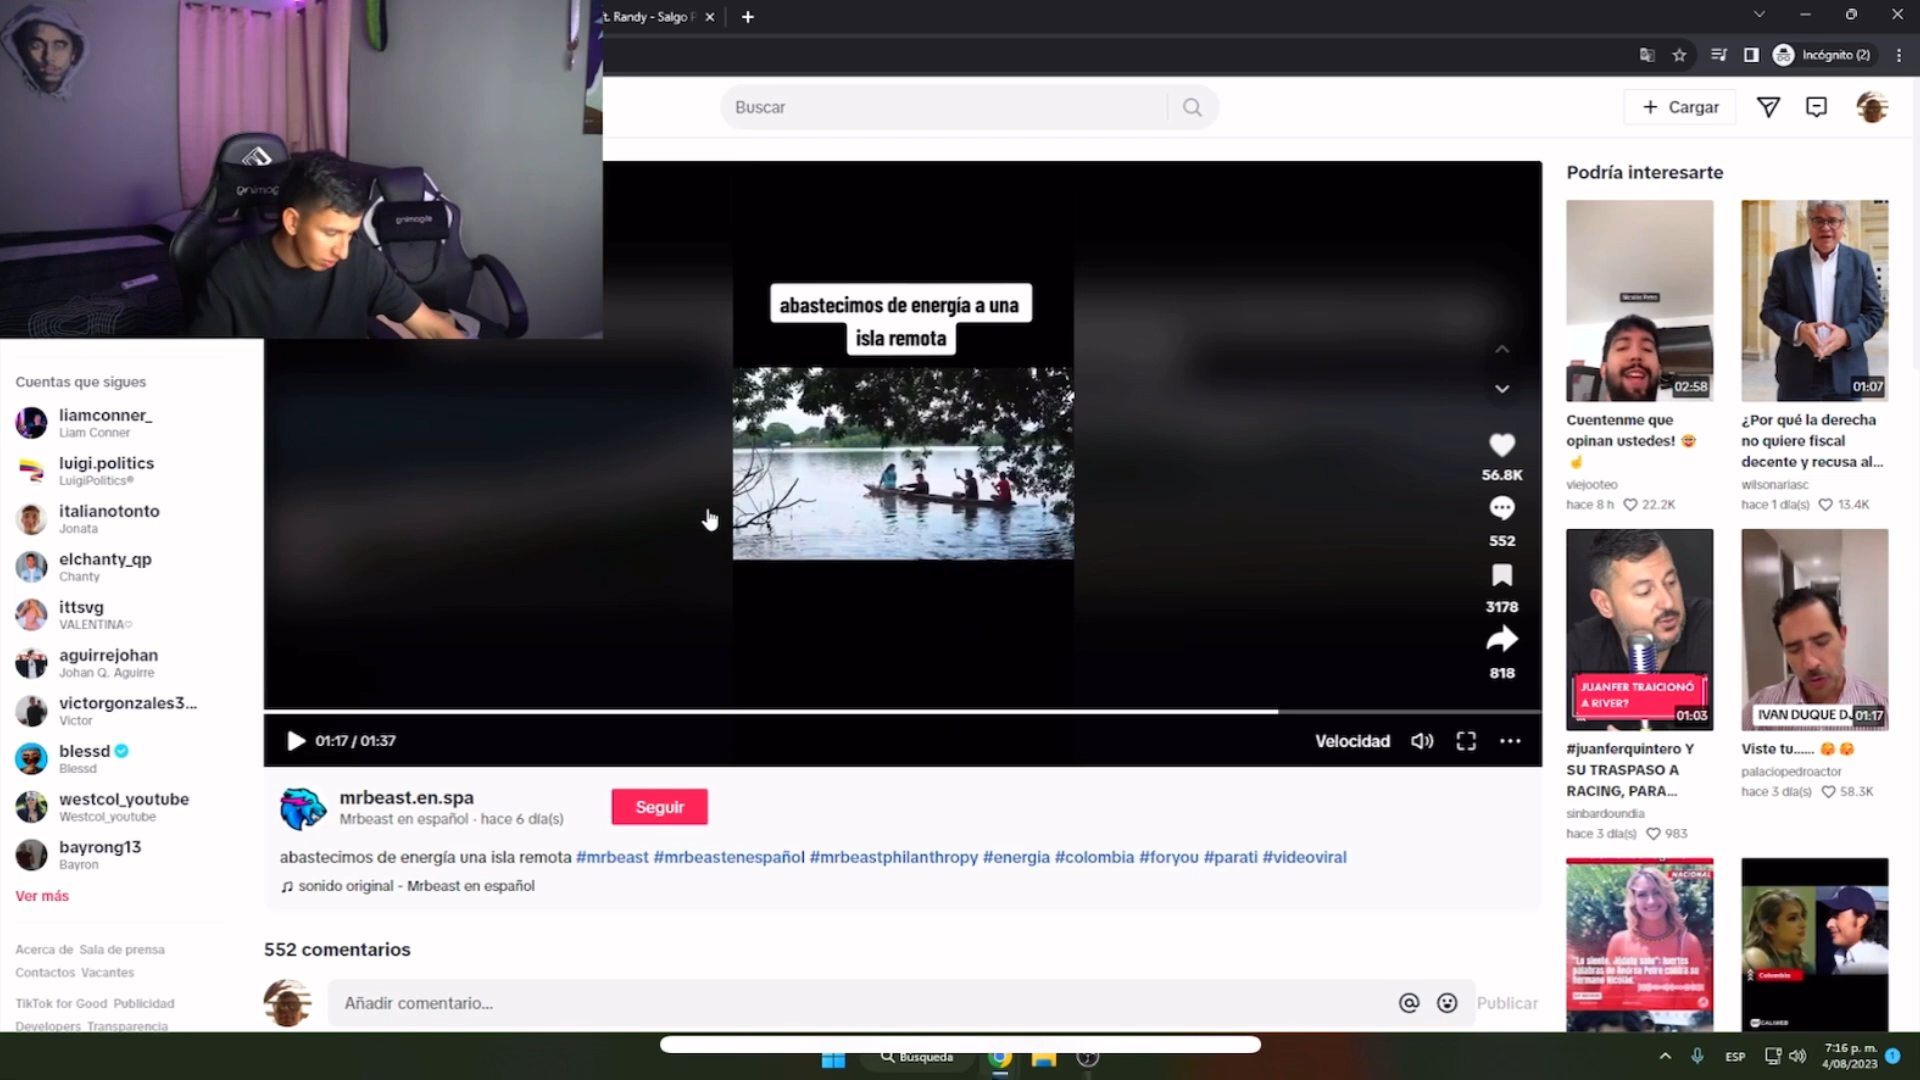 t. Randy - Salgo P
Incógnito (2)
Buscar
Cargar
Podría interesarte
abastecimos de energía a una
isla remota
Cuentas que sigues
liamconner_
Liam Conner
luigi.politics
LuigiPolitics®
italianotonto
Jonata
elchanty_qp
Chanty
ittsvg
VALENTINA♡
aguirrejohan
Johan Q. Aguirre
victorgonzales3...
Victor
blessd
Blessd
westcol_youtube
Westcol_youtube
bayrong13
Bayron
Ver más
Acerca de Sala de prensa
Contactos Vacantes
TikTok for Good Publicidad
Developers Transparencia
56.8K
552
3178
818
01:17 / 01:37
Velocidad
mrbeast.en.spa
Mrbeast en español · hace 6 día(s)
Seguir
abastecimos de energía una isla remota #mrbeast #mrbeastenespañol #mrbeastphilanthropy #energia #colombia #foryou #parati #videoviral
sonido original - Mrbeast en español
552 comentarios
Añadir comentario...
Publicar
02:58
Cuentenme que
opinan ustedes! 🤓
☝️
viejooteo
hace 8 h 22.2K
01:07
¿Por qué la derecha
no quiere fiscal
decente y recusa al...
wilsonariasc
hace 1 día(s) 13.4K
JUANFER TRAICIONÓ
A RIVER?
01:03
#juanferquintero Y
SU TRASPASO A
RACING, PARA...
sinbardoundia
hace 3 día(s) 983
IVAN DUQUE D
01:17
Viste tu......
palaciopedroactor
hace 3 día(s) 58.3K
NACIONAL
Colombia
Búsqueda
ESP
7:16 p. m.
4/08/2023
1